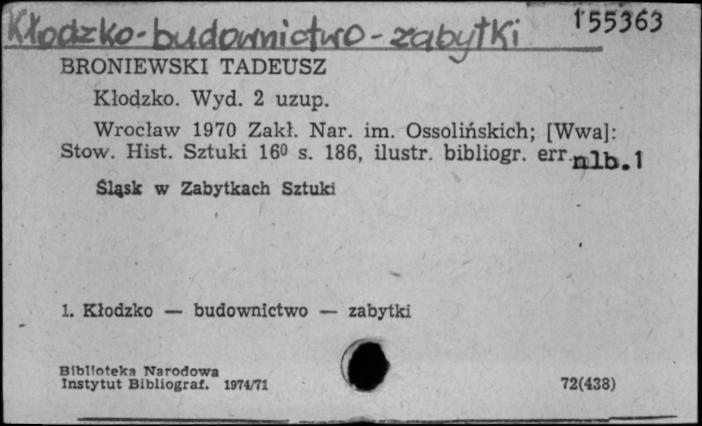 Kłodzko-budownictwo-zabytki 155363
BRONIEWSKI TADEUSZ
Kłodzko. Wyd. 2 uzup.
Wrocław 1970 Zakł. Nar. im. Ossolińskich; [Wwa]:
Stow. Hist. Sztuki 16⁰ s. 186, ilustr. bibliogr. err. nlb.1
Śląsk w Zabytkach Sztuki
1. Kłodzko — budownictwo — zabytki
Biblioteka Narodowa
Instytut Bibliograf. 1974/71 72(438)